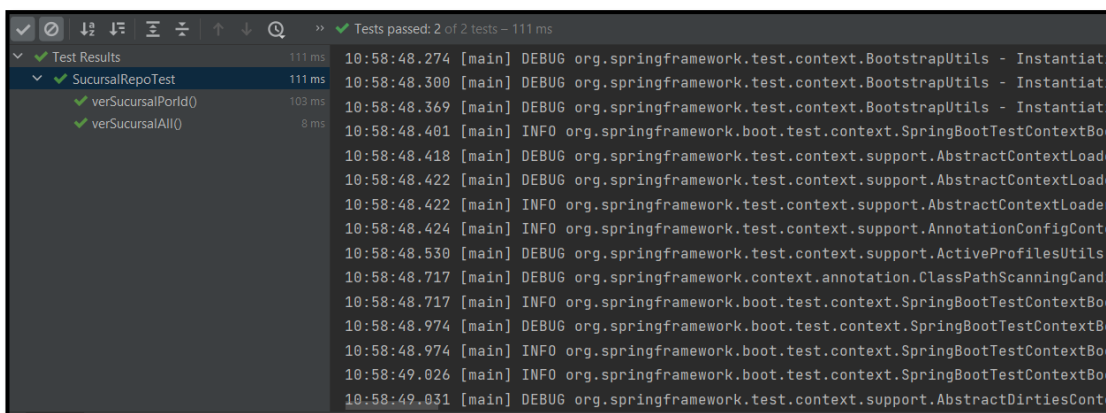 » Tests passed: 2 of 2 tests – 111 ms
Test Results 111 ms
SucursalRepoTest 111 ms
verSucursalPorId() 103 ms
verSucursalAll() 8 ms
10:58:48.274 [main] DEBUG org.springframework.test.context.BootstrapUtils - Instantiat
10:58:48.300 [main] DEBUG org.springframework.test.context.BootstrapUtils - Instantiat
10:58:48.369 [main] DEBUG org.springframework.test.context.BootstrapUtils - Instantiat
10:58:48.401 [main] INFO org.springframework.boot.test.context.SpringBootTestContextBo
10:58:48.418 [main] DEBUG org.springframework.test.context.support.AbstractContextLoad
10:58:48.422 [main] DEBUG org.springframework.test.context.support.AbstractContextLoad
10:58:48.422 [main] INFO org.springframework.test.context.support.AbstractContextLoade
10:58:48.424 [main] INFO org.springframework.test.context.support.AnnotationConfigCont
10:58:48.530 [main] DEBUG org.springframework.test.context.support.ActiveProfilesUtils
10:58:48.717 [main] DEBUG org.springframework.context.annotation.ClassPathScanningCand
10:58:48.717 [main] INFO org.springframework.boot.test.context.SpringBootTestContextBo
10:58:48.974 [main] DEBUG org.springframework.boot.test.context.SpringBootTestContextB
10:58:48.974 [main] INFO org.springframework.boot.test.context.SpringBootTestContextBo
10:58:49.026 [main] INFO org.springframework.boot.test.context.SpringBootTestContextBo
10:58:49.031 [main] DEBUG org.springframework.test.context.support.AbstractDirtiesCont